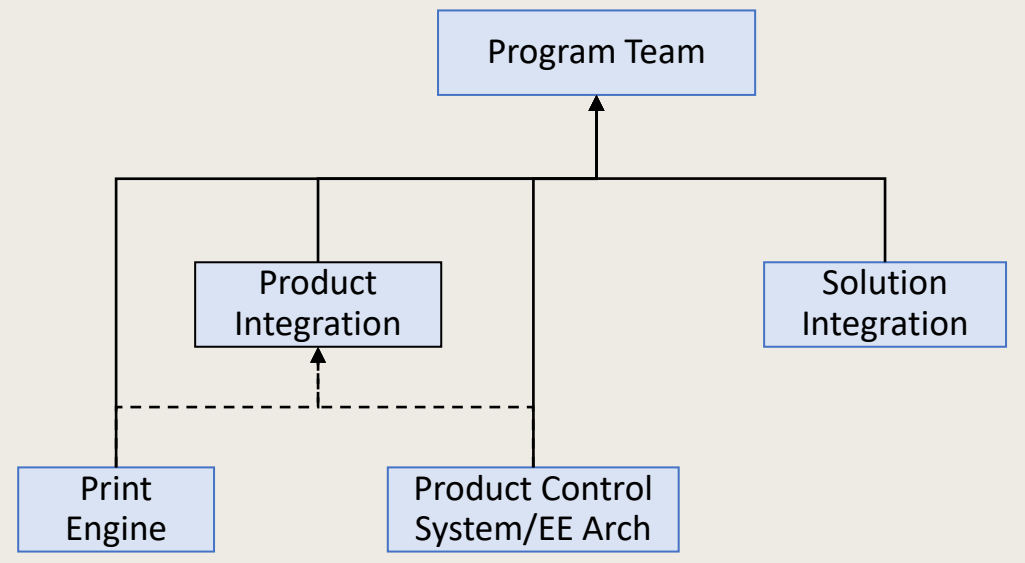 Program Team
Product
Integration
Solution
Integration
Print
Engine
Product Control
System/EE Arch